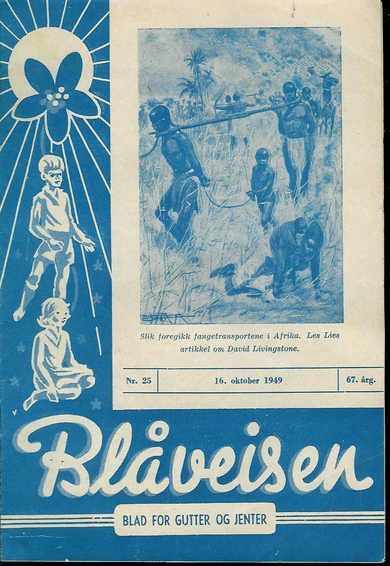 Slik foregikk fangetransportene i Afrika. Les Lies
artikkel om David Livingstone.
Nr. 25 16. oktober 1949 67. årg.
Blåveisen
BLAD FOR GUTTER OG JENTER